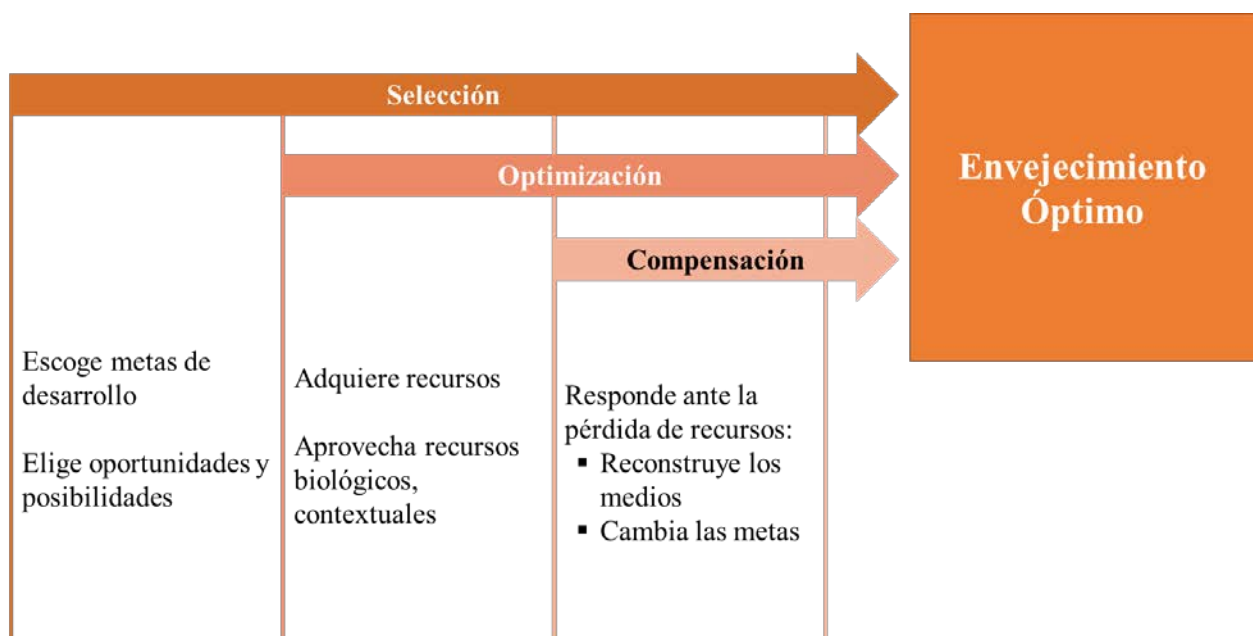 Selección
Optimización
Compensación
Envejecimiento
Óptimo
Escoge metas de
desarrollo
Elige oportunidades y
posibilidades
Adquiere recursos
Aprovecha recursos
biológicos,
contextuales
Responde ante la
pérdida de recursos:
▪ Reconstruye los
medios
▪ Cambia las metas